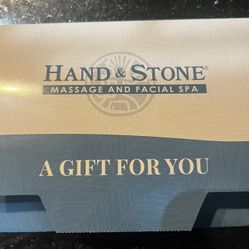 HAND & STONE®
MASSAGE AND FACIAL SPA
A GIFT FOR YOU